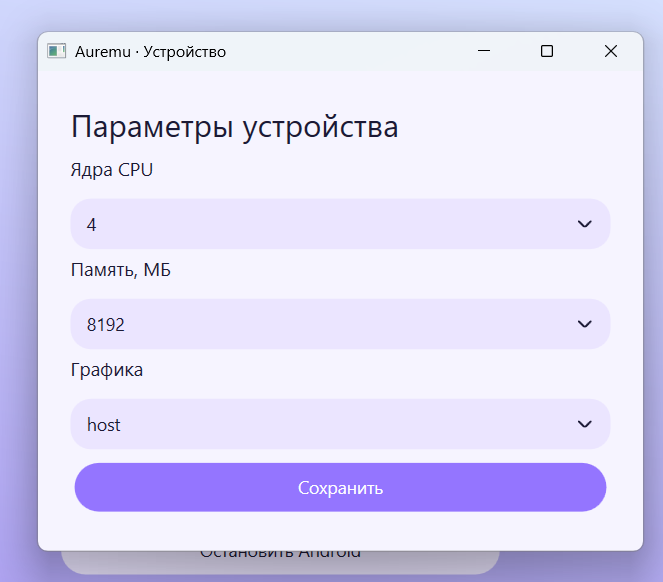 Auremu · Устройство
Параметры устройства
Ядра CPU
4
Память, МБ
8192
Графика
host
Сохранить
Остановить Android